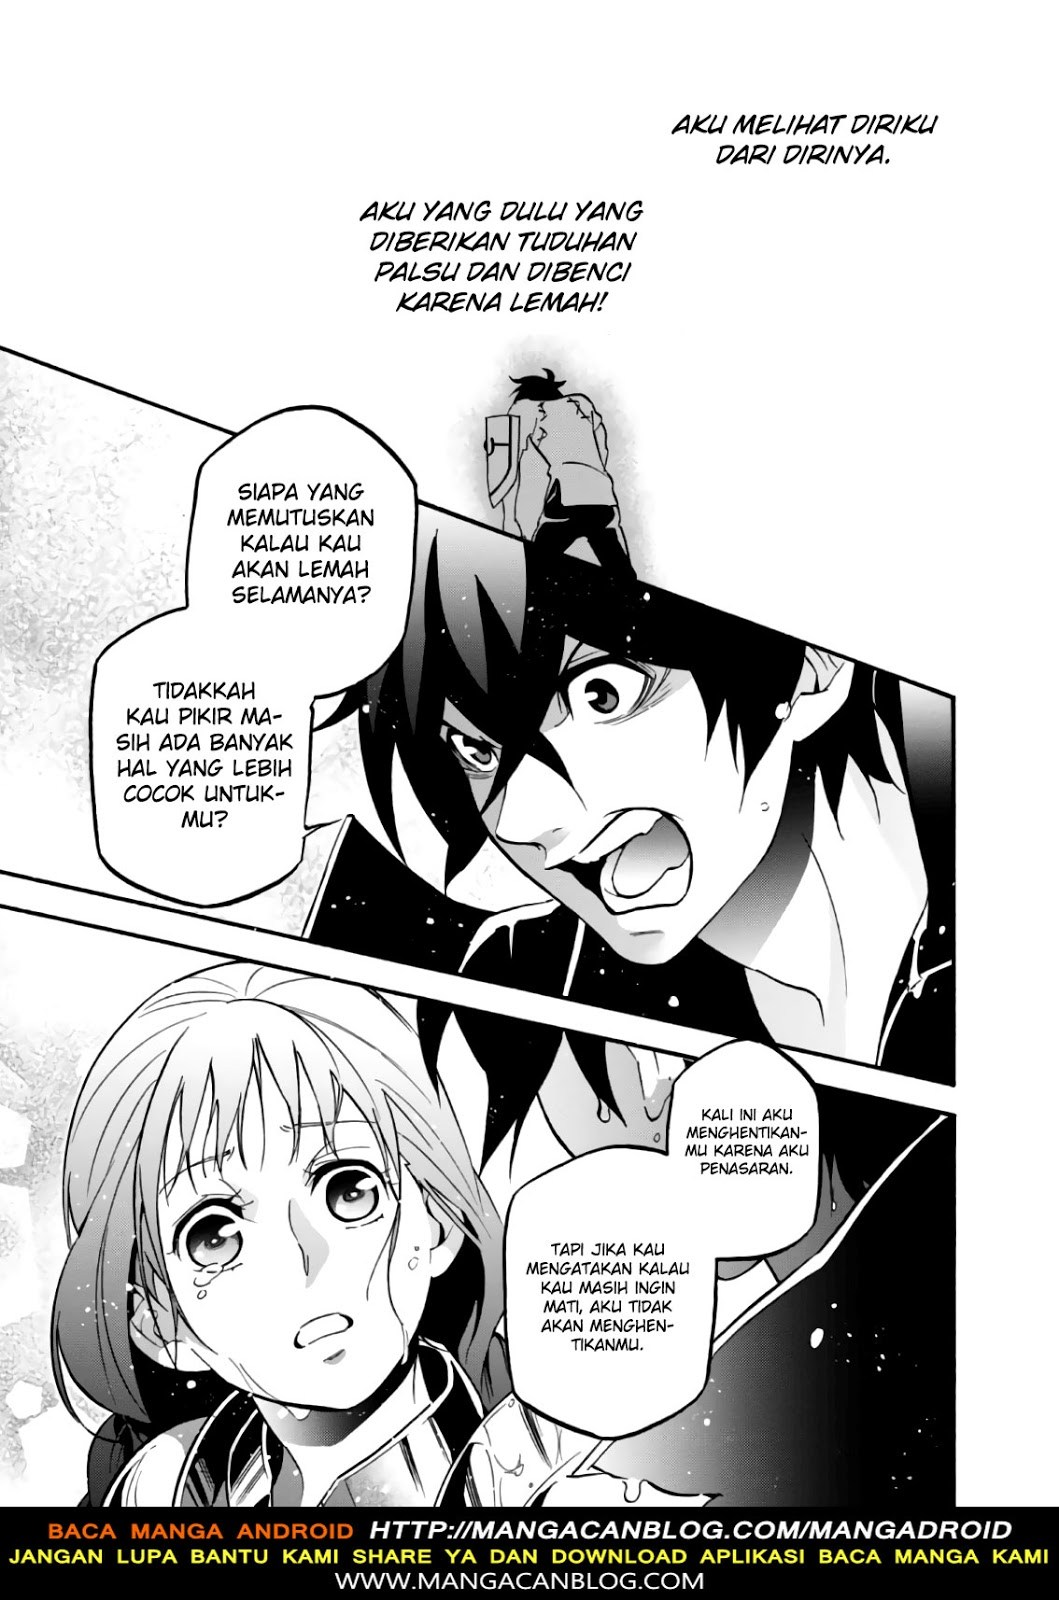 AKU MELIHAT DIRIKU
DARI DIRINYA.
AKU YANG DULU YANG
DIBERIKAN TUDUHAN
PALSU DAN DIBENCI
KARENA LEMAH!
SIAPA YANG
MEMUTUSKAN
KALAU KAU
AKAN LEMAH
SELAMANYA?
TIDAKKAH
KAU PIKIR MA-
SIH ADA BANYAK
HAL YANG LEBIH
COCOK UNTUK-
MU?
KALI INI AKU
MENGHENTIKAN-
MU KARENA AKU
PENASARAN.
TAPI JIKA KAU
MENGATAKAN KALAU
KAU MASIH INGIN
MATI, AKU TIDAK
AKAN MENGHEN-
TIKANMU.
BACA MANGA ANDROID HTTP://MANGACANBLOG.COM/MANGADROID
JANGAN LUPA BANTU KAMI SHARE YA DAN DOWNLOAD APLIKASI BACA MANGA KAMI
WWW.MANGACANBLOG.COM